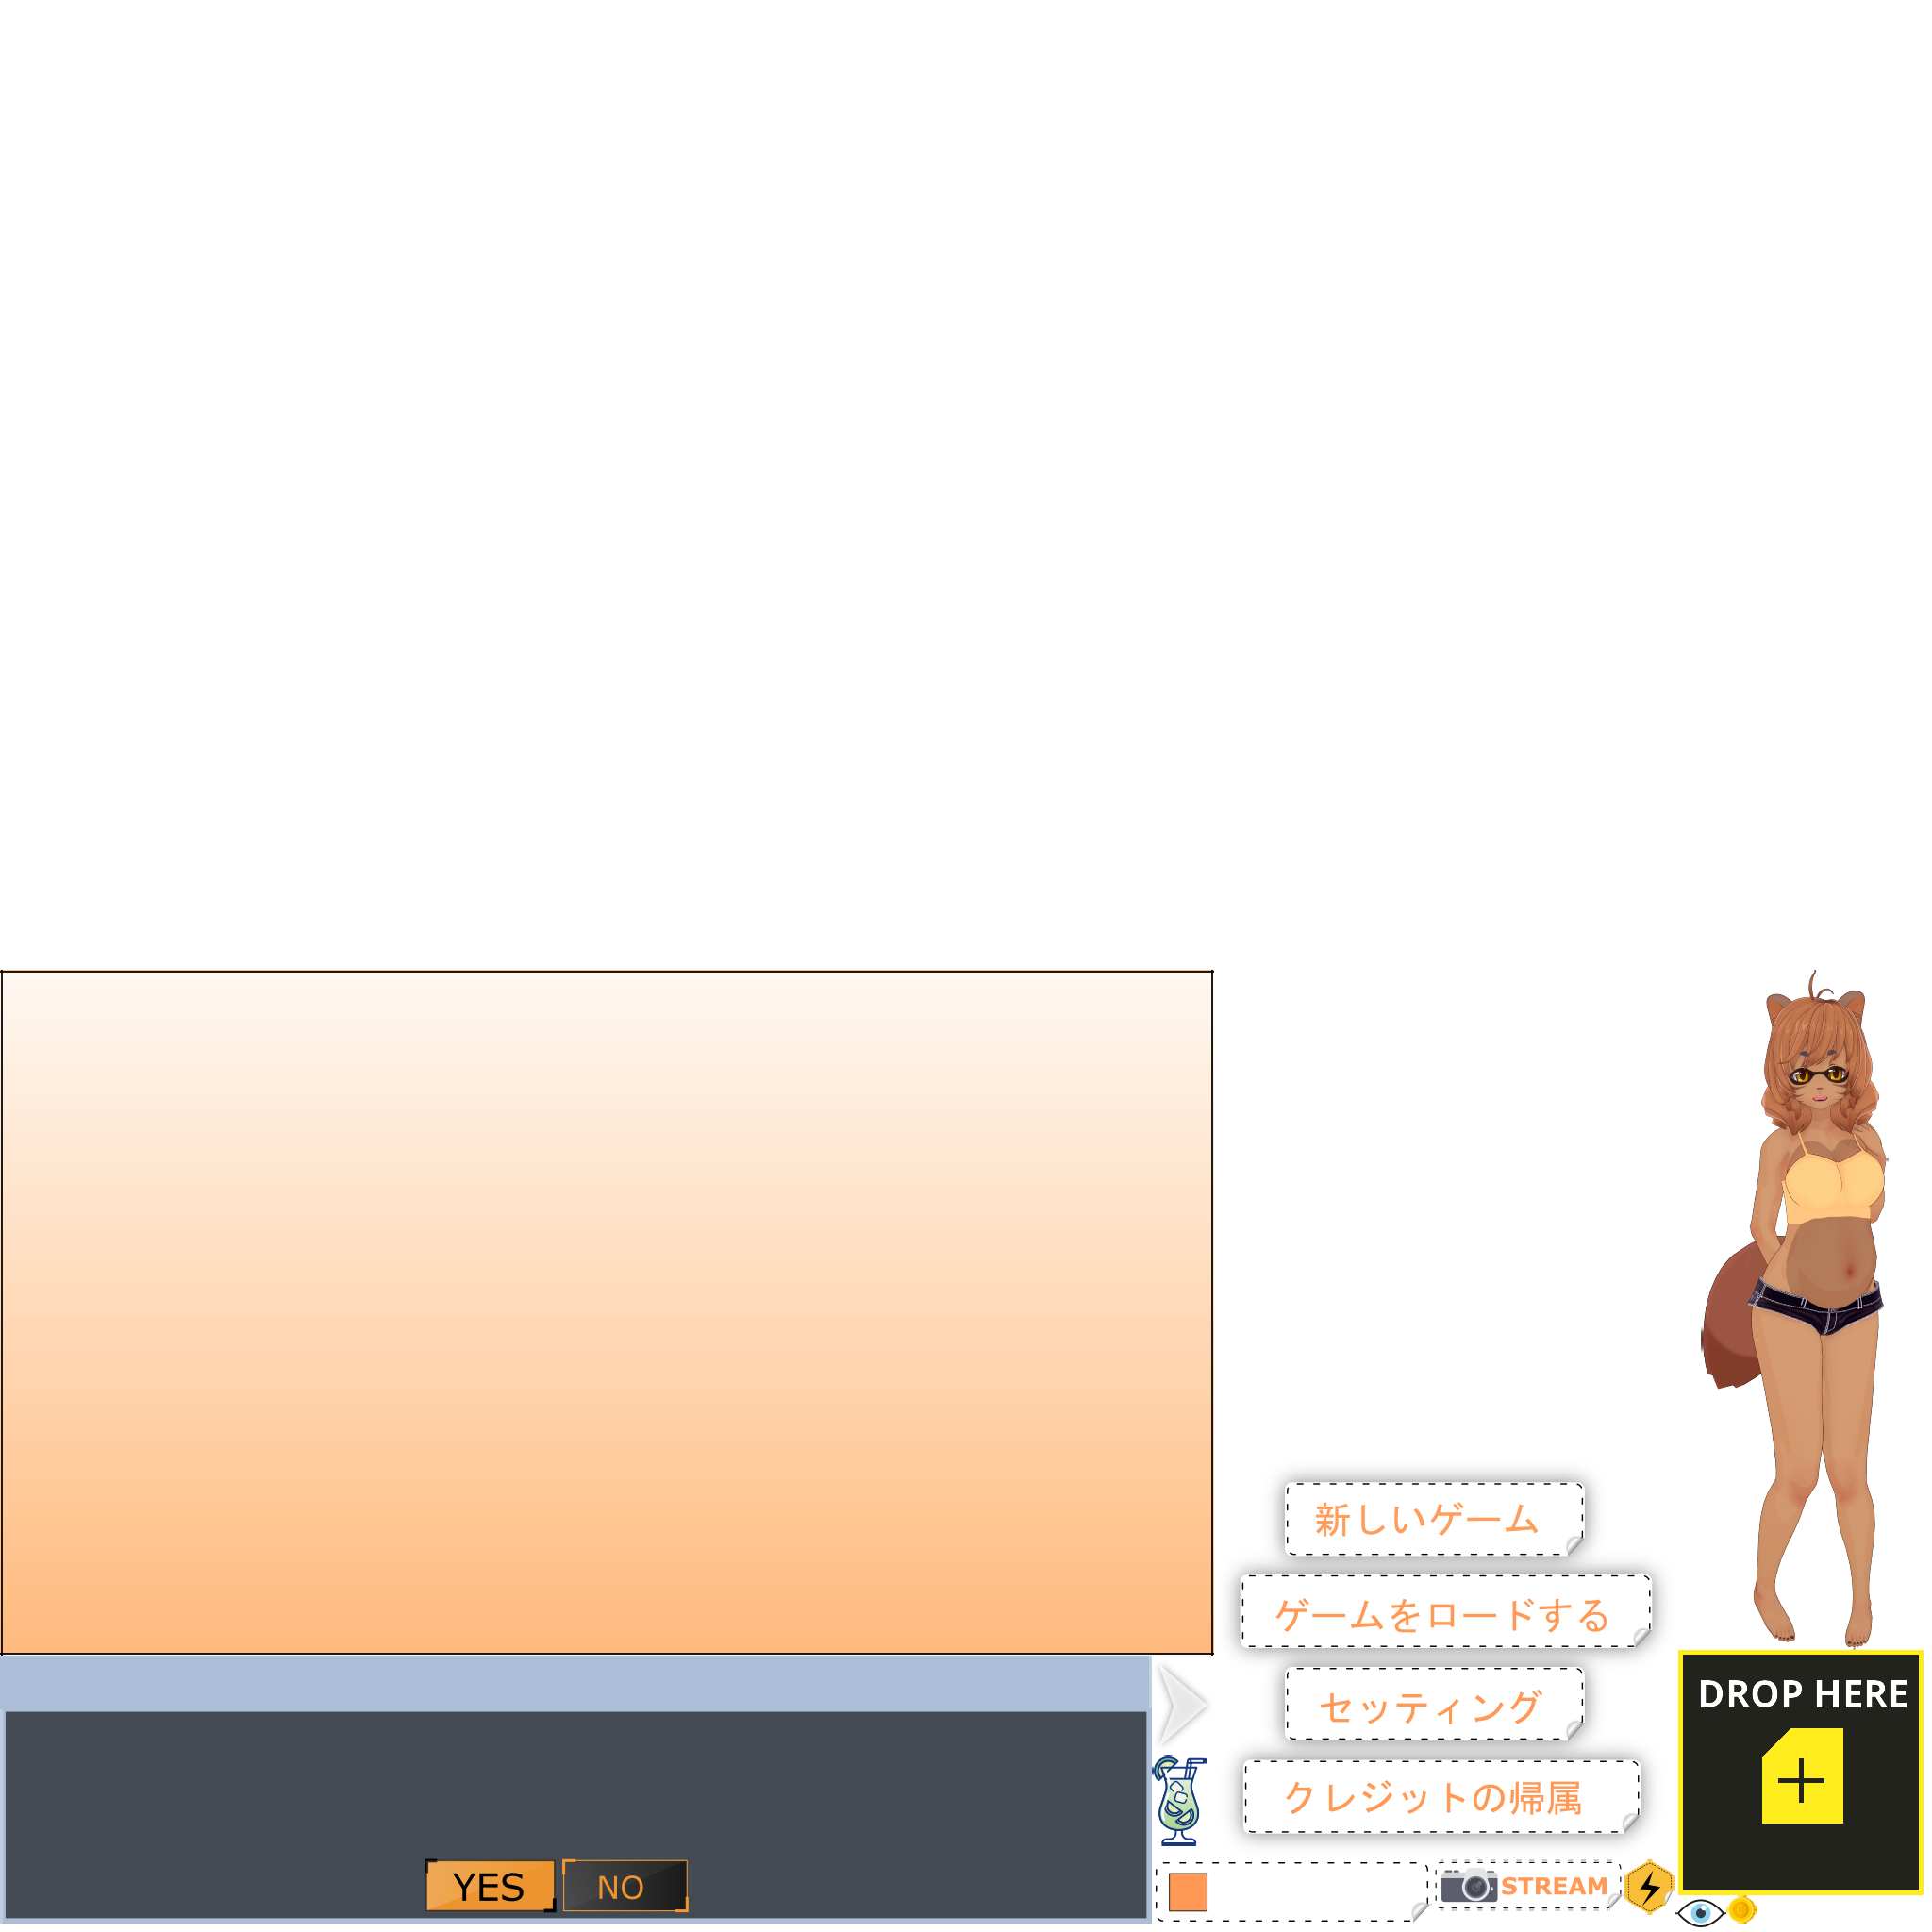 新しいゲーム
ゲームをロードする
セッティング
クレジットの帰属
DROP HERE
YES
NO
STREAM